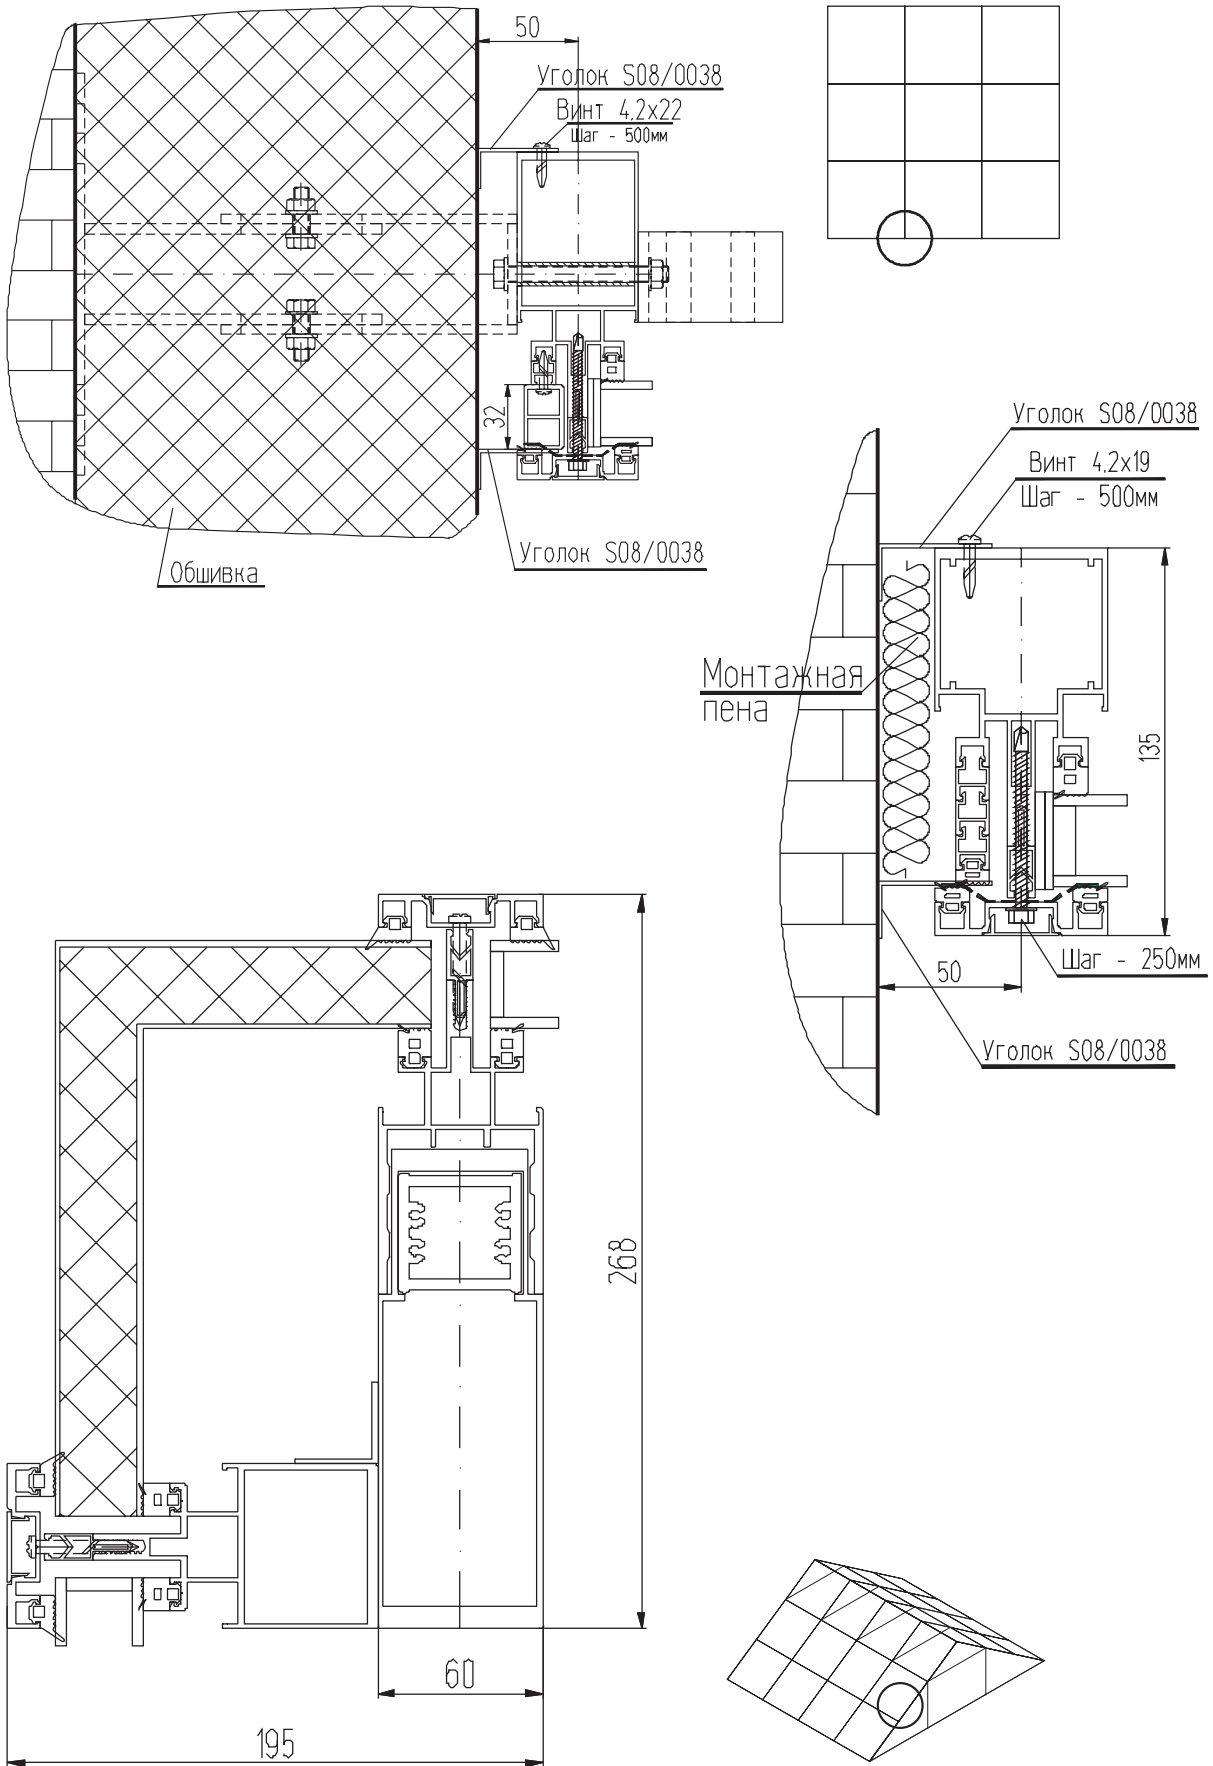 50
Уголок S08/0038
Винт 4,2x22
Шаг - 500мм
32
Уголок S08/0038
Обшивка
Уголок S08/0038
Винт 4,2x19
Шаг - 500мм
Монтажная
пена
135
Шаг - 250мм
50
Уголок S08/0038
268
60
195